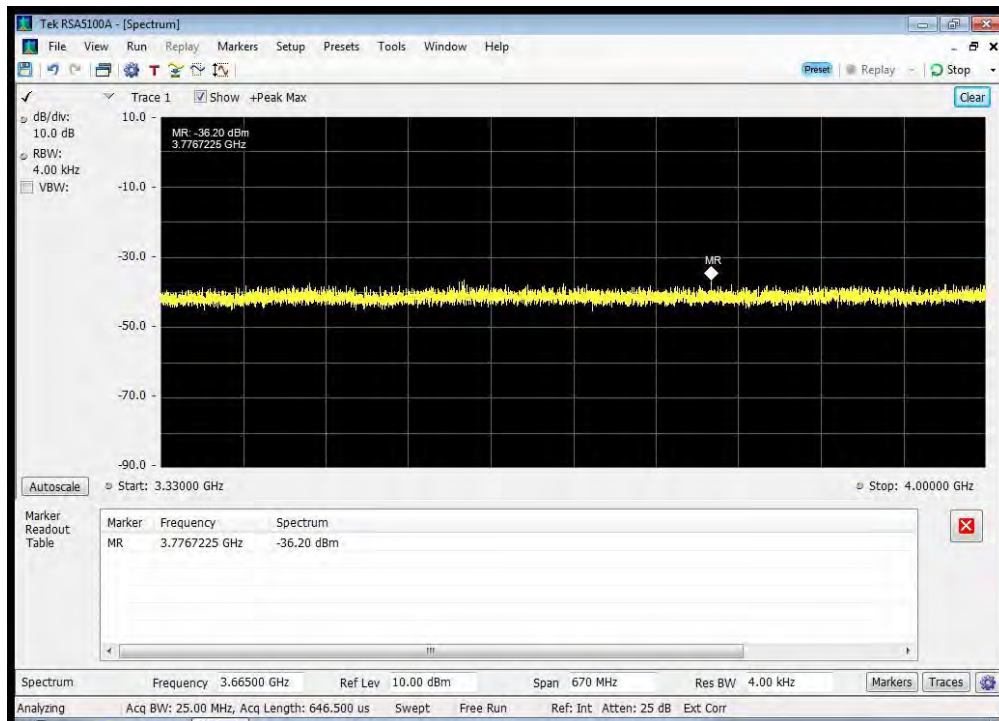 Tek RSA5100A - [Spectrum]
File View Run Replay Markers Setup Presets Tools Window Help
T Preset Replay Stop
Trace 1 Show +Peak Max Clear
dB/div: 10.0 dB
10.0
MR: -36.20 dBm
3.7767225 GHz
RBW:
4.00 kHz
VBW:
-10.0
-30.0
MR
-50.0
-70.0
-90.0
Autoscale Start: 3.33000 GHz Stop: 4.00000 GHz
Marker Readout Table
Marker Frequency Spectrum
MR 3.7767225 GHz -36.20 dBm
Spectrum Frequency 3.66500 GHz Ref Lev 10.00 dBm Span 670 MHz Res BW 4.00 kHz Markers Traces
Analyzing Acq BW: 25.00 MHz, Acq Length: 646.500 us Swept Free Run Ref: Int Atten: 25 dB Ext Corr